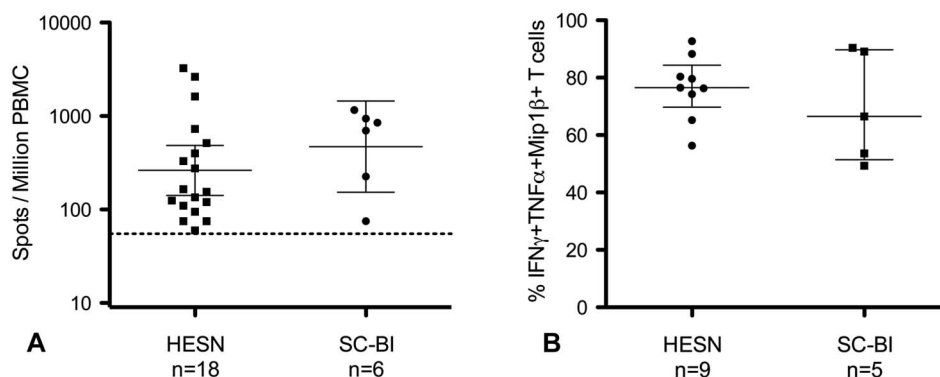 Spots / Million PBMC
10000
1000
100
10
HESN
n=18
SC-BI
n=6
A
% IFNγ+TNFα+Mip1β+ T cells
100
80
60
40
20
0
HESN
n=9
SC-BI
n=5
B